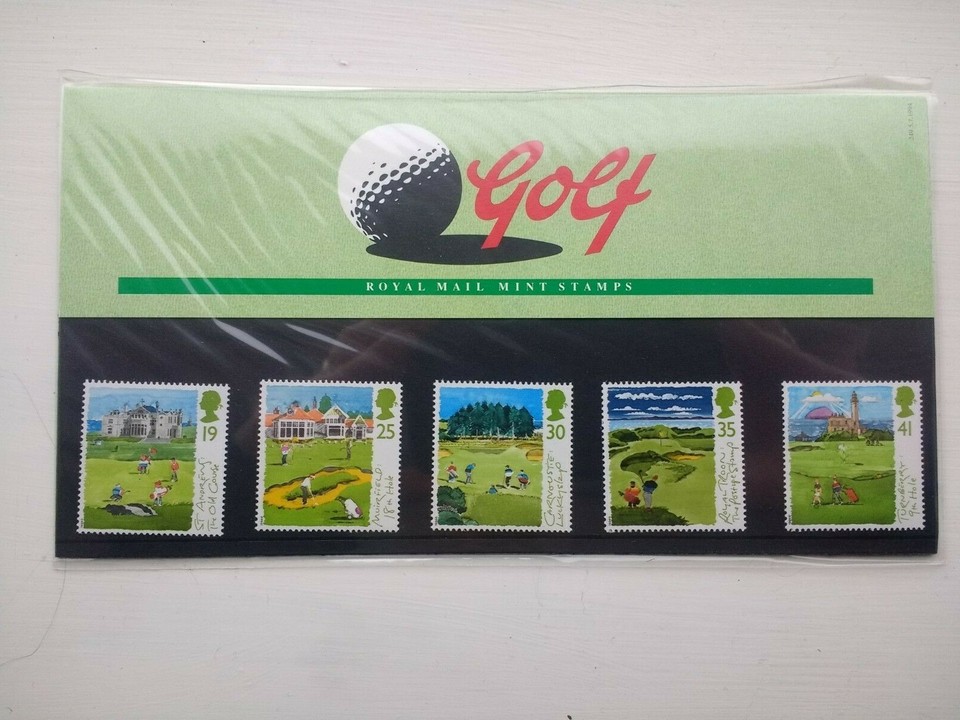 Golf
ROYAL MAIL MINT STAMPS
19
ST ANDREWS
The Old Course
25
MUIRFIELD:
18th Hole
30
CARNOUSTIE:
Luckyslap
35
ROYAL TROON:
The Postage Stamp
41
TURNBERRY:
9th Hole